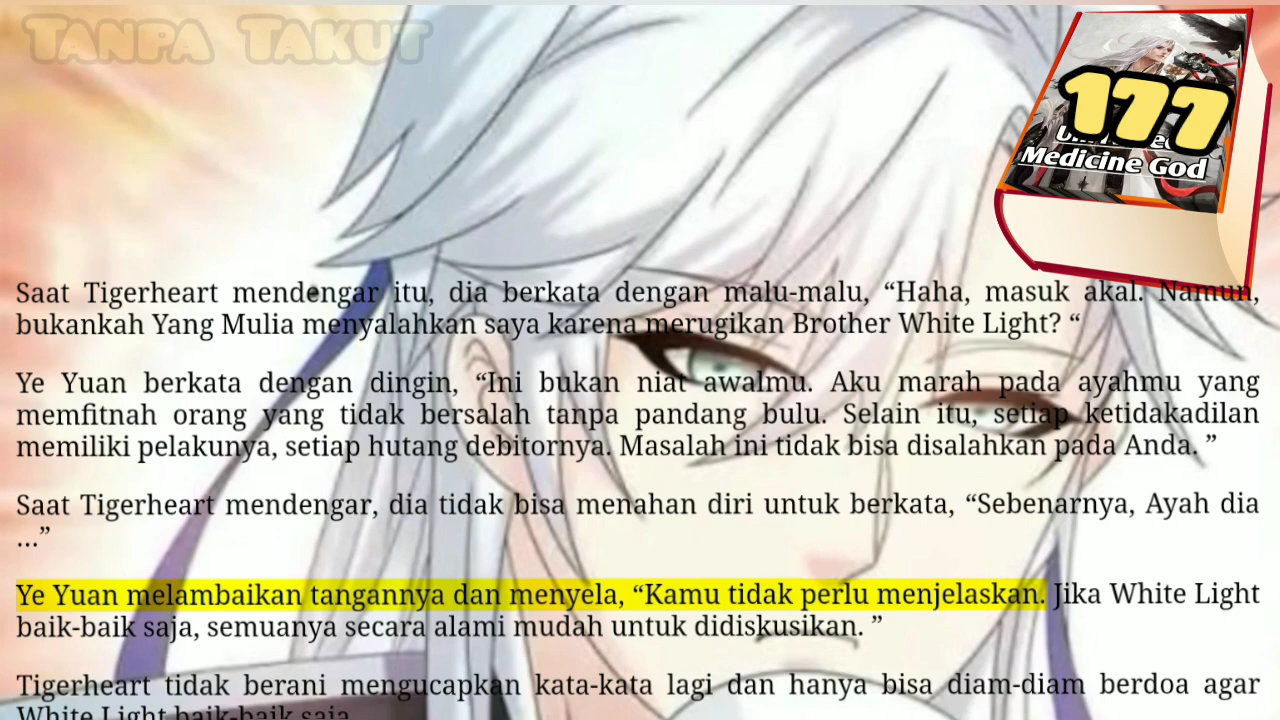 TANPA TAKUT
177
Medicine God
Saat Tigerheart mendengar itu, dia berkata dengan malu-malu, “Haha, masuk akal. Namun,
bukankah Yang Mulia menyalahkan saya karena merugikan Brother White Light? “
Ye Yuan berkata dengan dingin, “Ini bukan niat awalmu. Aku marah pada ayahmu yang
memfitnah orang yang tidak bersalah tanpa pandang bulu. Selain itu, setiap ketidakadilan
memiliki pelakunya, setiap hutang debitornya. Masalah ini tidak bisa disalahkan pada Anda. ”
Saat Tigerheart mendengar, dia tidak bisa menahan diri untuk berkata, “Sebenarnya, Ayah dia
…”
Ye Yuan melambaikan tangannya dan menyela, “Kamu tidak perlu menjelaskan. Jika White Light
baik-baik saja, semuanya secara alami mudah untuk didiskusikan. ”
Tigerheart tidak berani mengucapkan kata-kata lagi dan hanya bisa diam-diam berdoa agar
White Light baik-baik saja